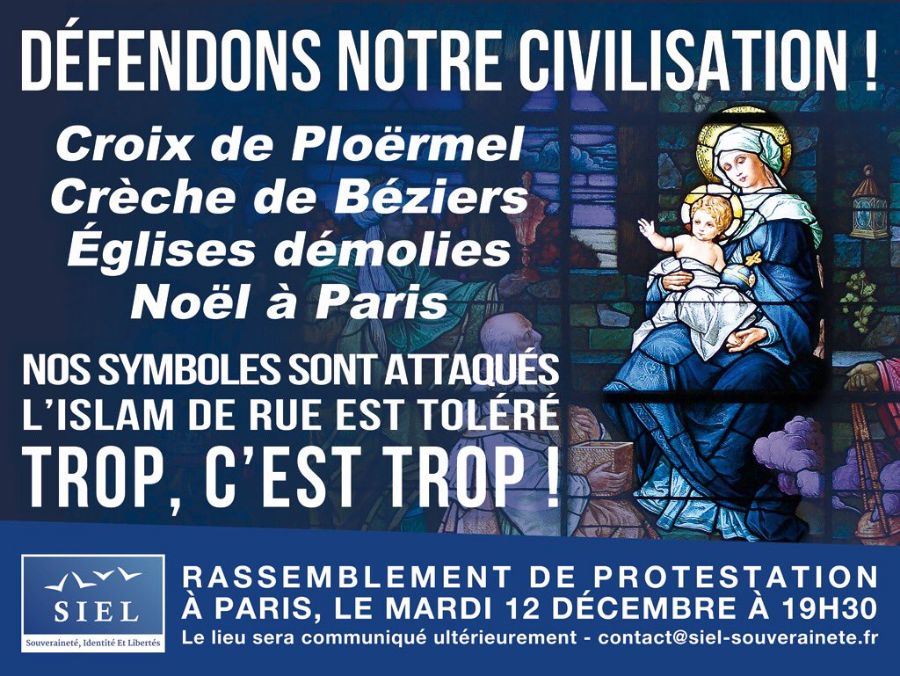 DÉFENDONS NOTRE CIVILISATION !
Croix de Ploërmel
Crèche de Béziers
Églises démolies
Noël à Paris
NOS SYMBOLES SONT ATTAQUÉS
L'ISLAM DE RUE EST TOLÉRÉ
TROP, C'EST TROP !
SIEL
Souveraineté, Identité Et Libertés
RASSEMBLEMENT DE PROTESTATION
À PARIS, LE MARDI 12 DÉCEMBRE À 19H30
Le lieu sera communiqué ultérieurement - contact@siel-souverainete.fr